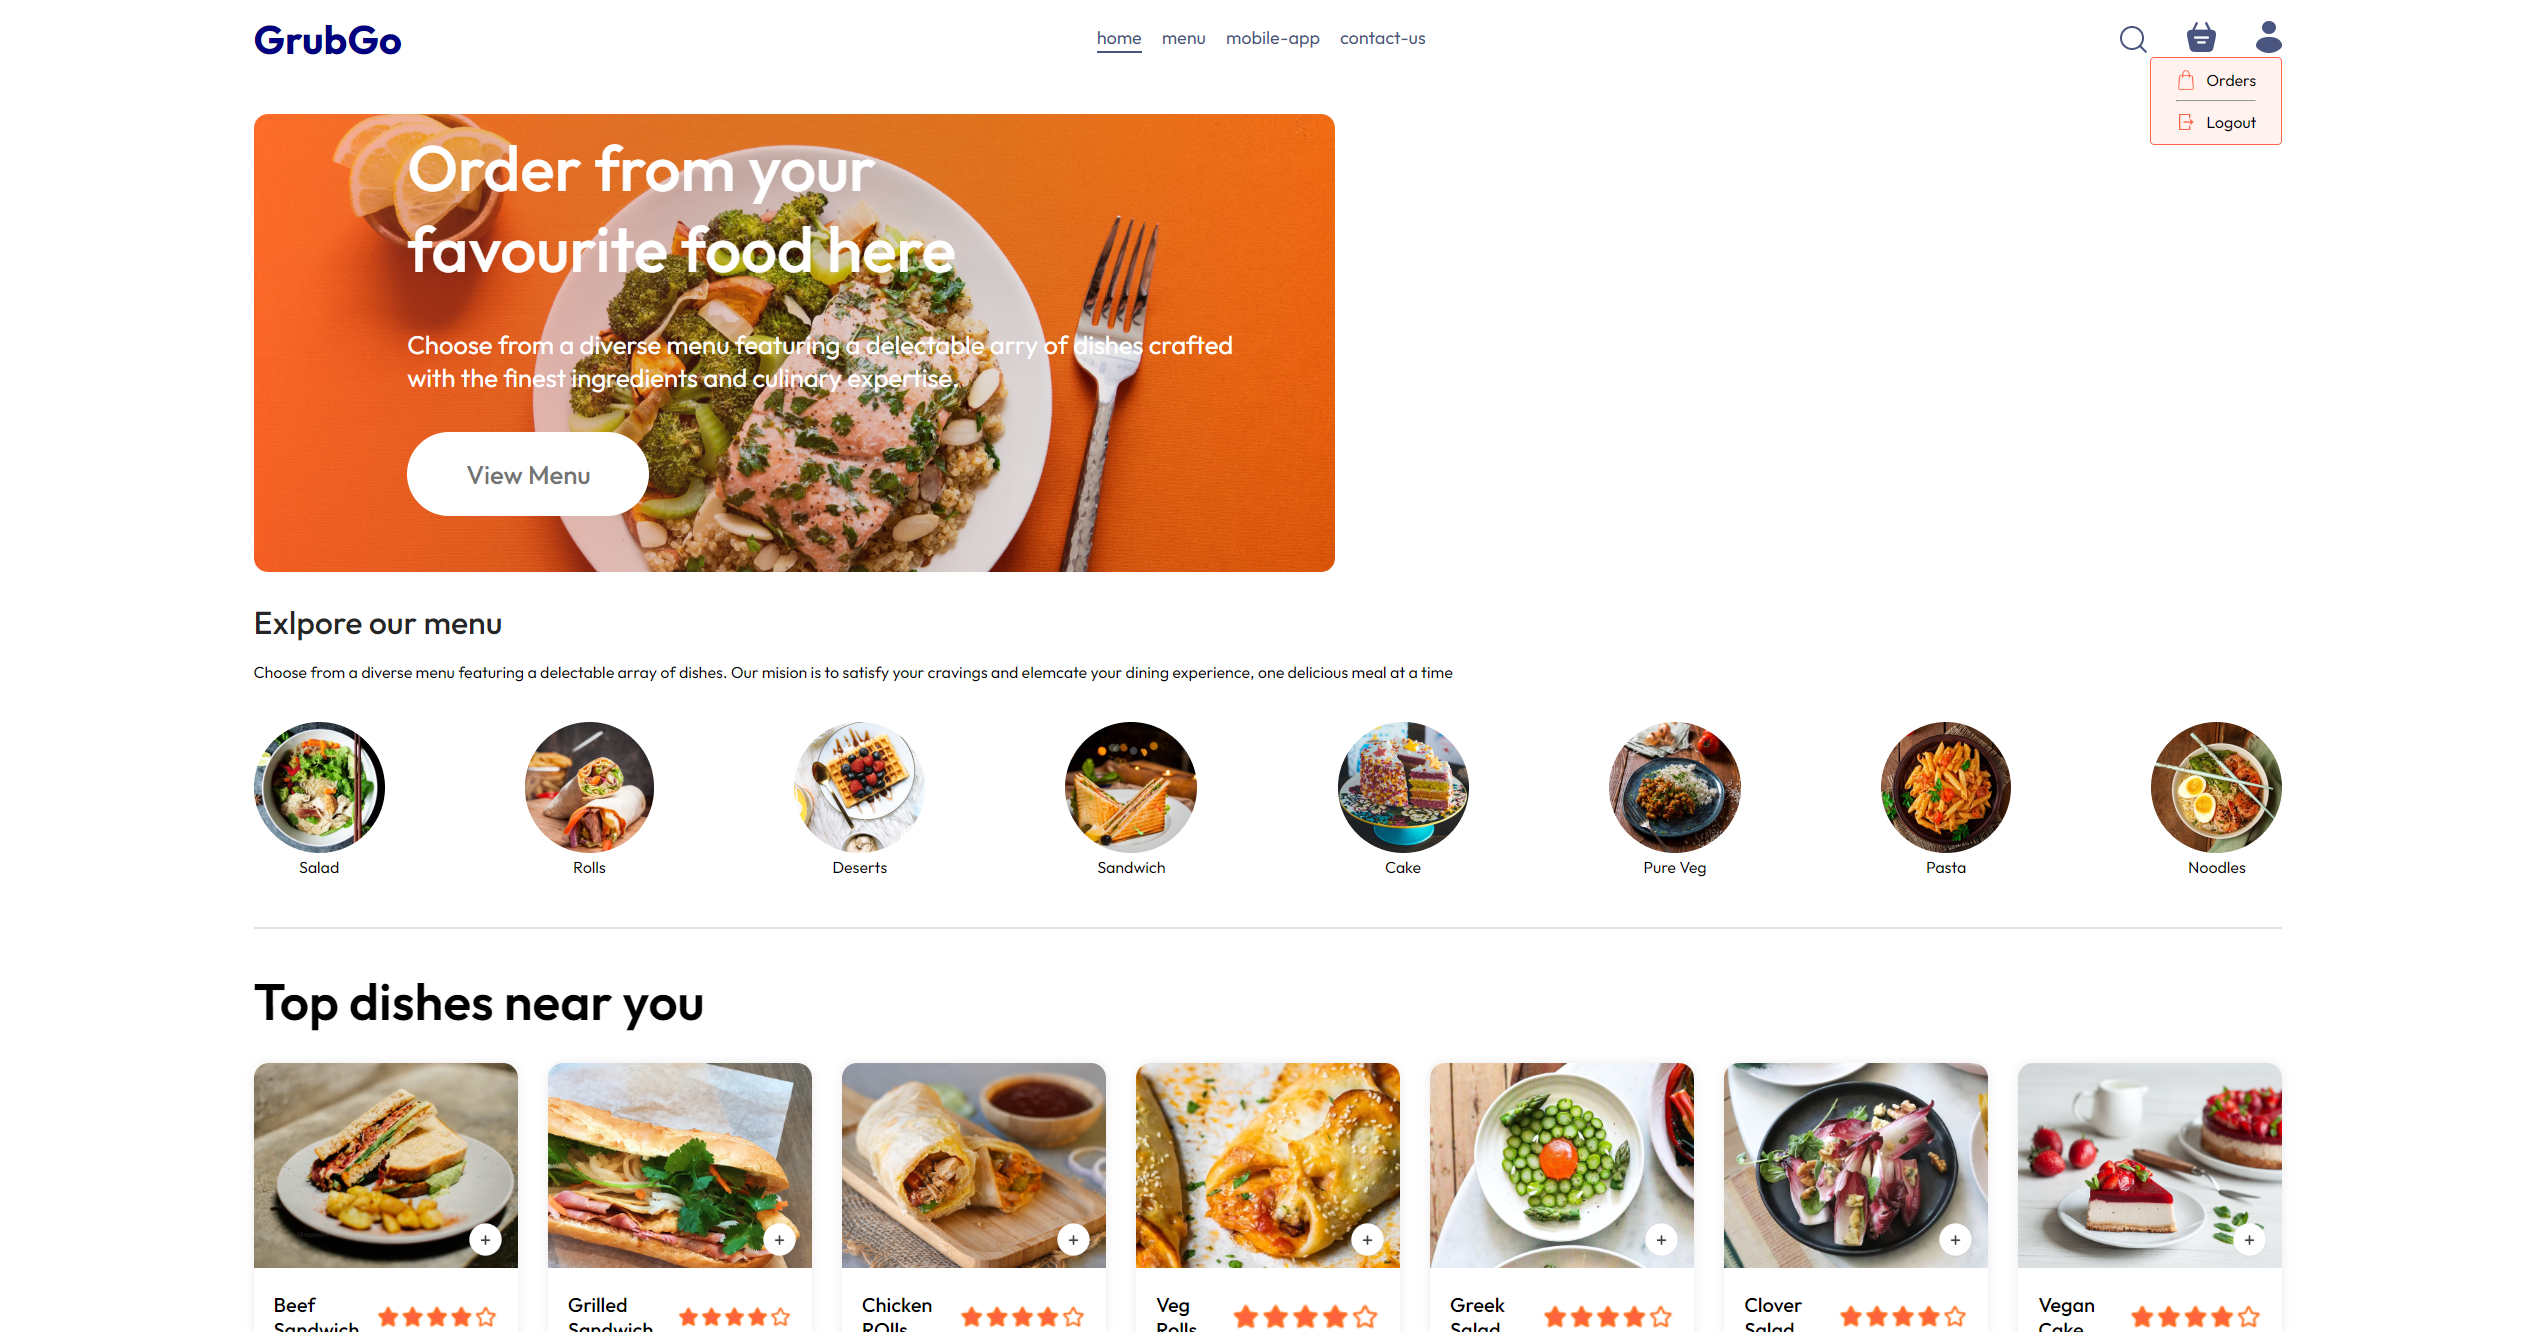 GrubGo
home menu mobile-app contact-us
Orders
Logout
Order from your
favourite food here
Choose from a diverse menu featuring a delectable arry of dishes crafted
with the finest ingredients and culinary expertise.
View Menu
Exlpore our menu
Choose from a diverse menu featuring a delectable array of dishes. Our mision is to satisfy your cravings and elemcate your dining experience, one delicious meal at a time
Salad Rolls Deserts Sandwich Cake Pure Veg Pasta Noodles
Top dishes near you
+ + + + + + +
Beef Grilled Chicken Veg Greek Clover Vegan
Sandwich Sandwich ROlls Rolls Salad Salad Cake